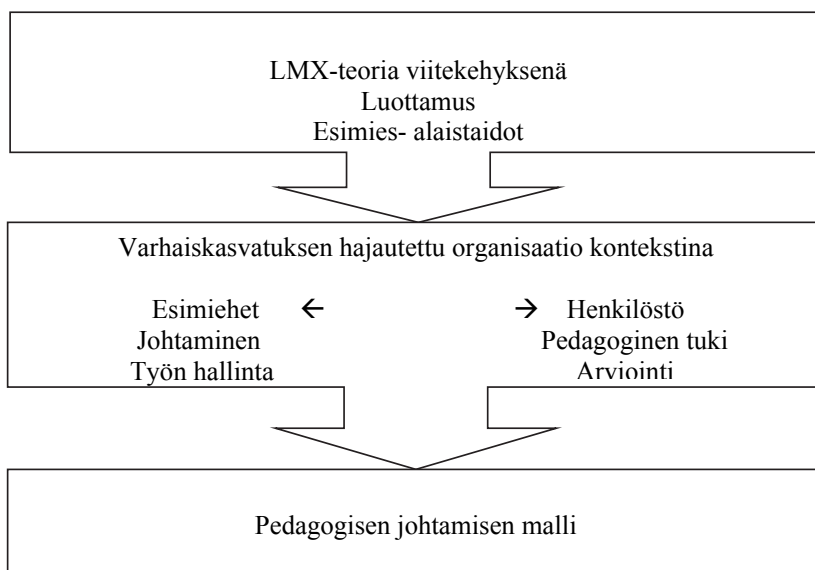 LMX-teoria viitekehyksenä
Luottamus
Esimies- alaistaidot
Varhaiskasvatuksen hajautettu organisaatio kontekstina
Esimiehet ← → Henkilöstö
Johtaminen Pedagoginen tuki
Työn hallinta Arviointi
Pedagogisen johtamisen malli